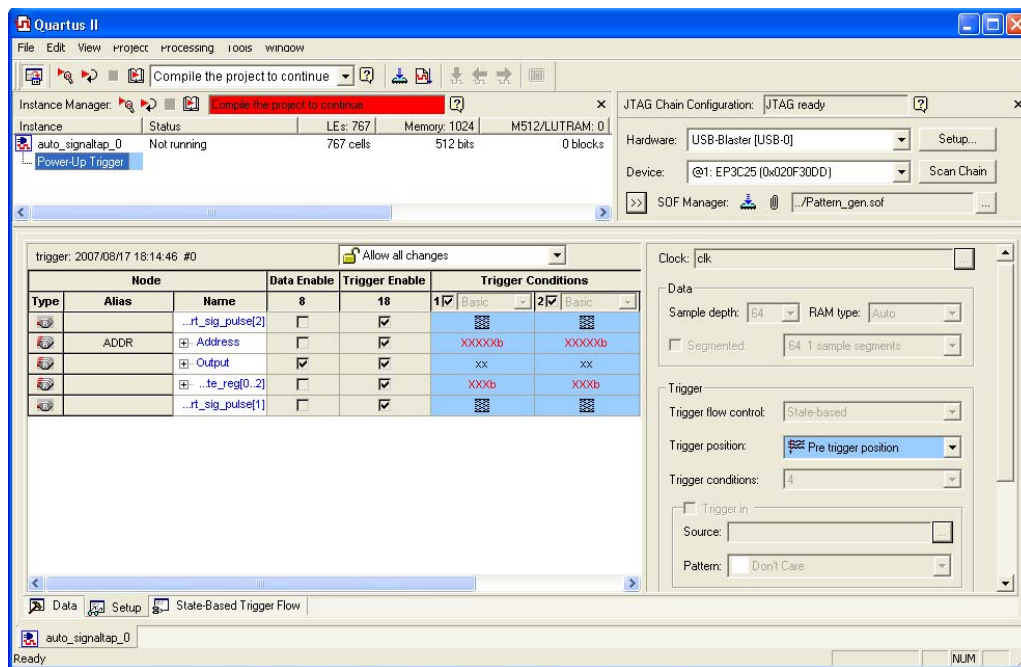 Quartus II
File Edit View Project Processing Tools Window
Compile the project to continue
Instance Manager: Compile the project to continue
Instance Status LEs: 767 Memory: 1024 M512/LUTRAM: 0
auto_signaltap_0 Not running 767 cells 512 bits 0 blocks
Power-Up Trigger
JTAG Chain Configuration: JTAG ready
Hardware: USB-Blaster [USB-0] Setup...
Device: @1: EP3C25 (0x020F30DD) Scan Chain
>> SOF Manager: ../Pattern_gen.sof ...
trigger: 2007/08/17 18:14:46 #0 Allow all changes
Node Data Enable Trigger Enable Trigger Conditions
Type Alias Name 8 18 1 Basic 2 Basic
...rt_sig_pulse[2]
ADDR Address XXXXXb XXXXXb
Output XX XX
...te_reg[0..2] XXXb XXXb
...rt_sig_pulse[1]
Clock: clk ...
Data
Sample depth: 64 RAM type: Auto
Segmented: 64 1 sample segments
Trigger
Trigger flow control: State-based
Trigger position: Pre trigger position
Trigger conditions: 4
Trigger in
Source: ...
Pattern: Don't Care
Data Setup State-Based Trigger Flow
auto_signaltap_0
Ready NUM